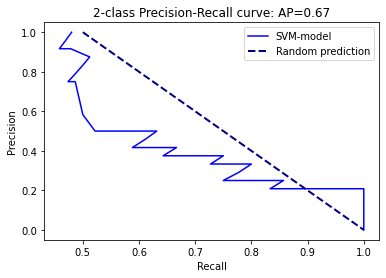 2-class Precision-Recall curve: AP=0.67
SVM-model
Random prediction
Precision
1.0
0.8
0.6
0.4
0.2
0.0
0.5
0.6
0.7
0.8
0.9
1.0
Recall